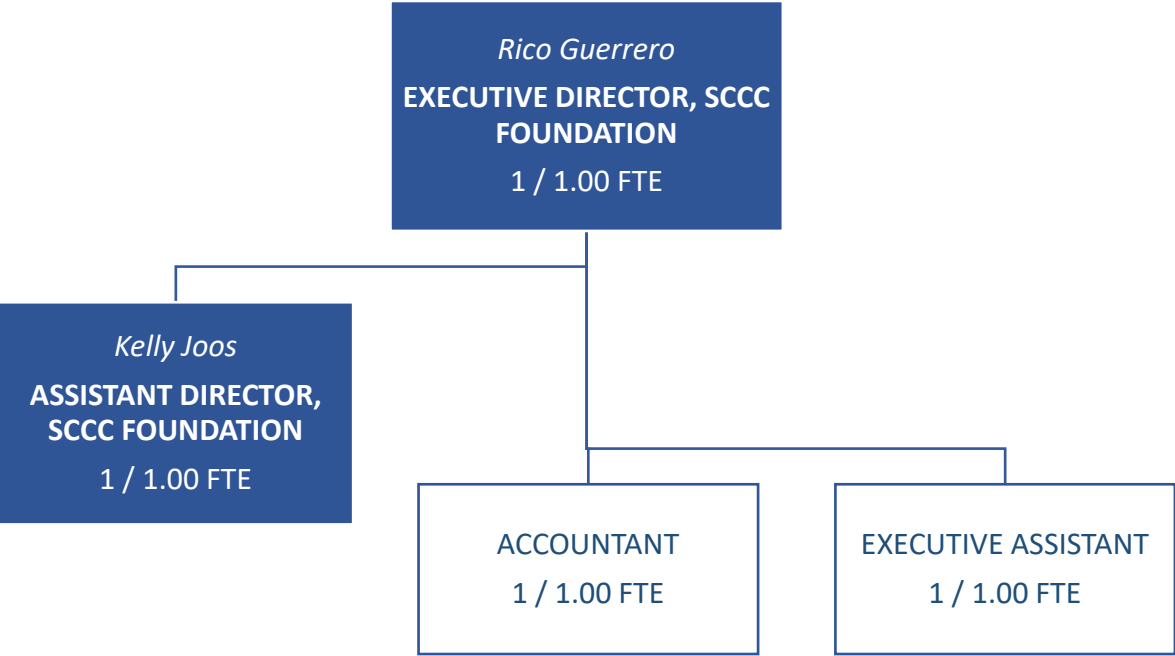 Rico Guerrero
EXECUTIVE DIRECTOR, SCCC
FOUNDATION
1 / 1.00 FTE
Kelly Joos
ASSISTANT DIRECTOR,
SCCC FOUNDATION
1 / 1.00 FTE
ACCOUNTANT
1 / 1.00 FTE
EXECUTIVE ASSISTANT
1 / 1.00 FTE